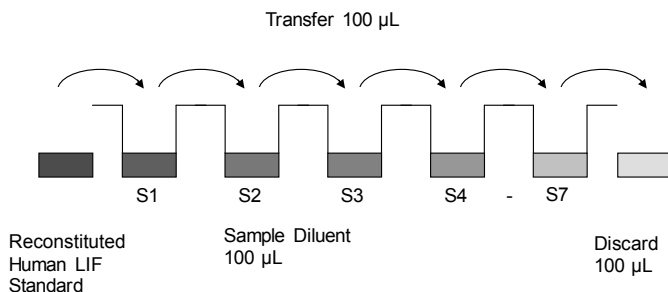 Transfer 100 µL
S1 S2 S3 S4 - S7
Reconstituted
Human LIF
Standard
Sample Diluent
100 µL
Discard
100 µL